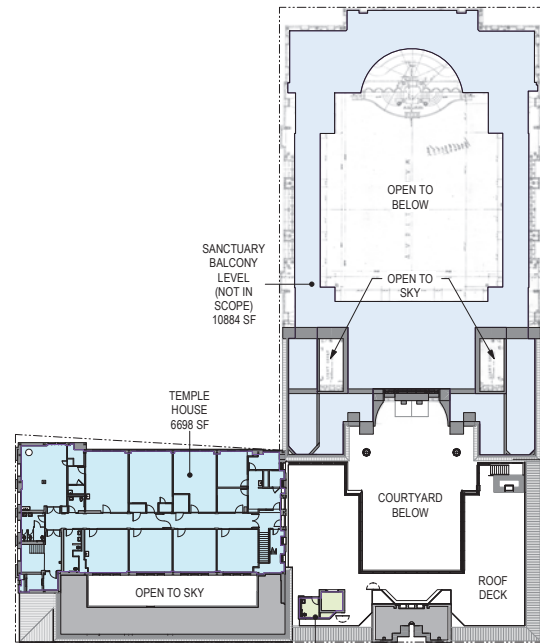 OPEN TO
BELOW
SANCTUARY
BALCONY
LEVEL
(NOT IN
SCOPE)
10884 SF
OPEN TO
SKY
TEMPLE
HOUSE
6698 SF
COURTYARD
BELOW
OPEN TO SKY
ROOF
DECK